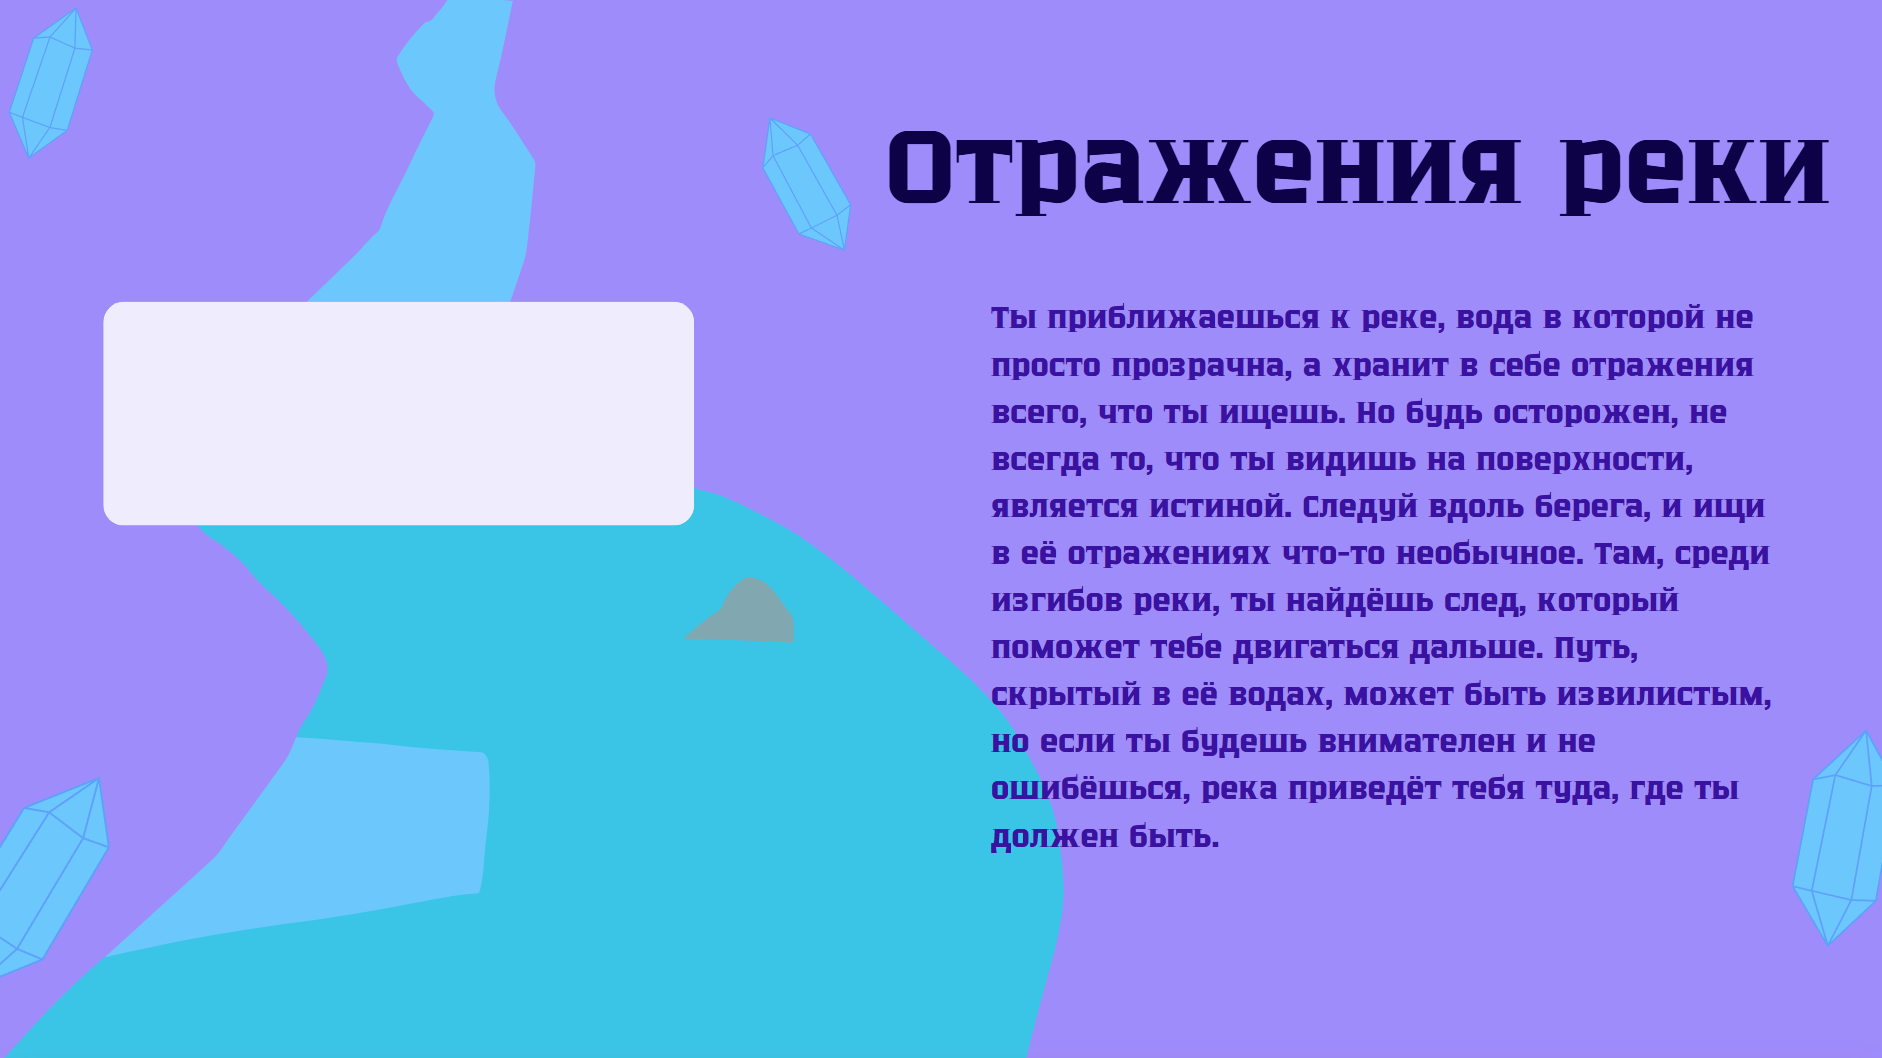 Отражения реки
Ты приближаешься к реке, вода в которой не
просто прозрачна, а хранит в себе отражения
всего, что ты ищешь. Но будь осторожен, не
всегда то, что ты видишь на поверхности,
является истиной. Следуй вдоль берега, и ищи
в её отражениях что-то необычное. Там, среди
изгибов реки, ты найдёшь след, который
поможет тебе двигаться дальше. Путь,
скрытый в её водах, может быть извилистым,
но если ты будешь внимателен и не
ошибёшься, река приведёт тебя туда, где ты
должен быть.